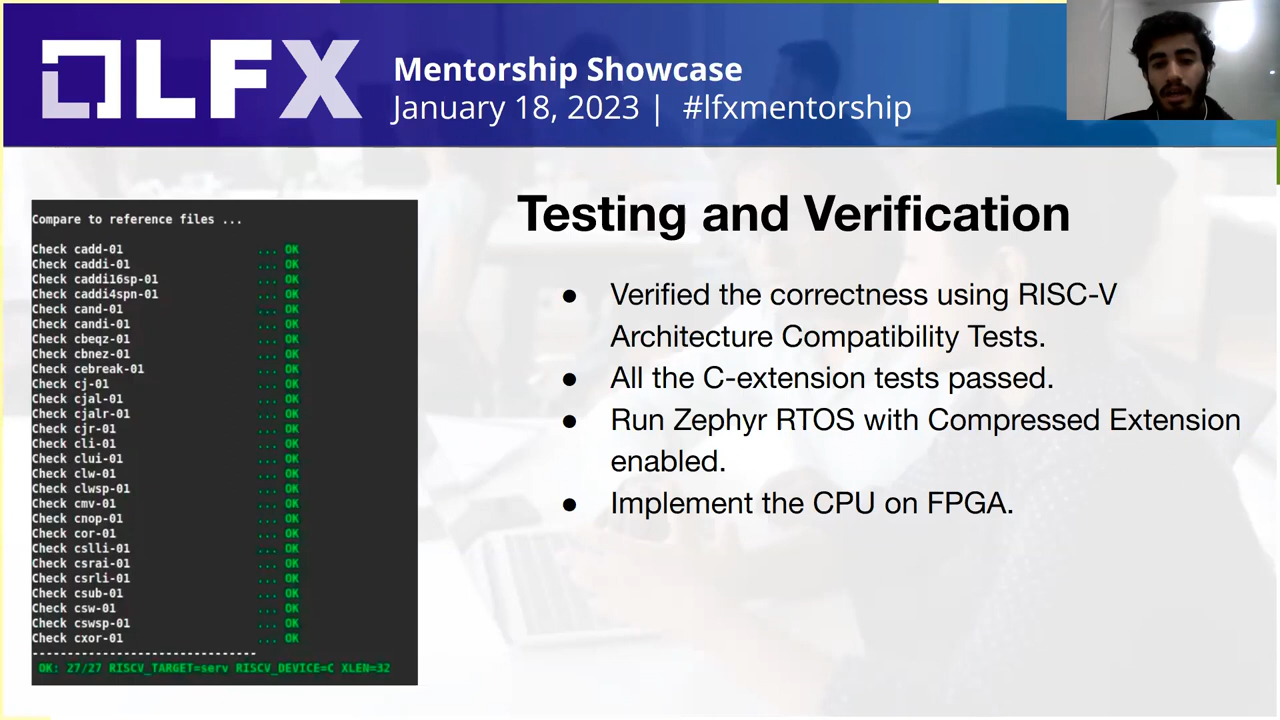 LFX
Mentorship Showcase
January 18, 2023 | #lfxmentorship
Compare to reference files ...
Check cadd-01 ... OK
Check caddi-01 ... OK
Check caddi16sp-01 ... OK
Check caddi4spn-01 ... OK
Check cand-01 ... OK
Check candi-01 ... OK
Check cbeqz-01 ... OK
Check cbnez-01 ... OK
Check cebreak-01 ... OK
Check cj-01 ... OK
Check cjal-01 ... OK
Check cjalr-01 ... OK
Check cjr-01 ... OK
Check cli-01 ... OK
Check clui-01 ... OK
Check clw-01 ... OK
Check clwsp-01 ... OK
Check cmv-01 ... OK
Check cnop-01 ... OK
Check cor-01 ... OK
Check cslli-01 ... OK
Check csrai-01 ... OK
Check csrli-01 ... OK
Check csub-01 ... OK
Check csw-01 ... OK
Check cswsp-01 ... OK
Check cxor-01 ... OK
--------------------------------
OK: 27/27 RISCV_TARGET=serv RISCV_DEVICE=C XLEN=32
Testing and Verification
● Verified the correctness using RISC-V
Architecture Compatibility Tests.
● All the C-extension tests passed.
● Run Zephyr RTOS with Compressed Extension
enabled.
● Implement the CPU on FPGA.